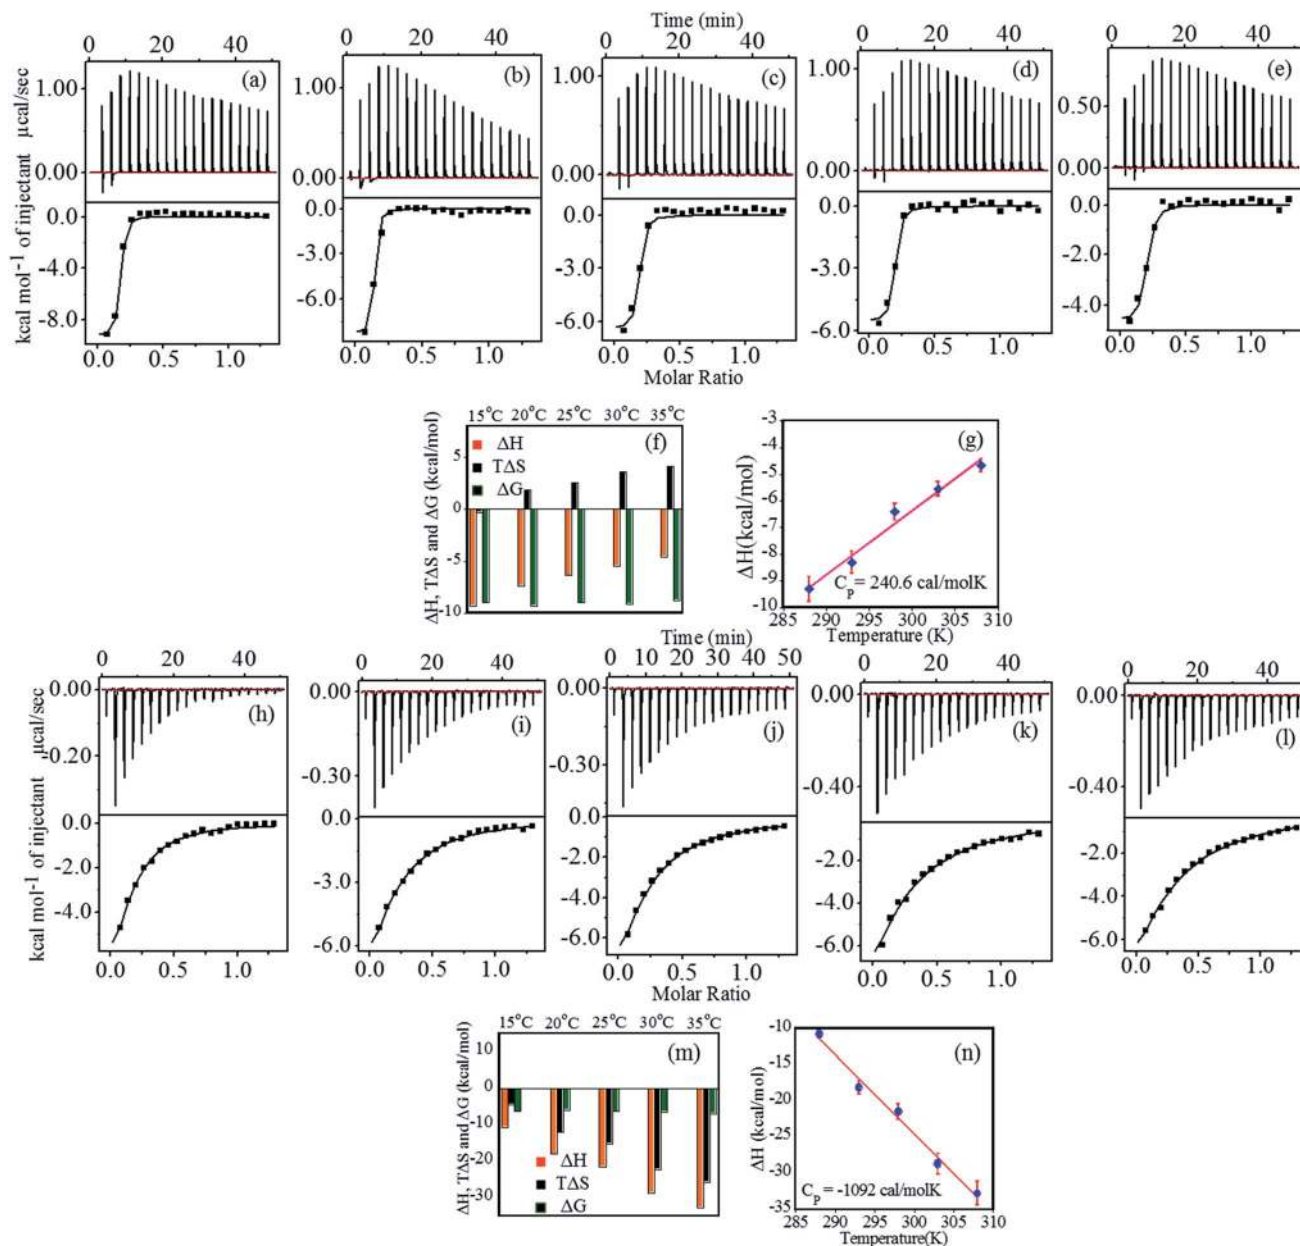 Time (min)
0 20 40
0 20 40
0 20 40
0 20 40
0 20 40
(a) (b) (c) (d) (e)
μcal/sec
1.00
0.00
1.00
0.00
1.00
0.00
1.00
0.00
0.50
0.00
kcal mol⁻¹ of injectant
0.0
-4.0
-8.0
0.0
-3.0
-6.0
0.0
-3.0
-6.0
0.0
-3.0
-6.0
0.0
-2.0
-4.0
0.0 0.5 1.0
0.0 0.5 1.0
0.0 0.5 1.0
0.0 0.5 1.0
0.0 0.5 1.0
Molar Ratio
15°C 20°C 25°C 30°C 35°C
(f)
ΔH, TΔS and ΔG (kcal/mol)
5
0
-5
-10
ΔH
TΔS
ΔG
(g)
ΔH(kcal/mol)
-3
-4
-5
-6
-7
-8
-9
-10
C_P= 240.6 cal/molK
285 290 295 300 305 310
Temperature (K)
Time (min)
0 20 40
0 20 40
0 10 20 30 40 50
0 20 40
0 20 40
(h) (i) (j) (k) (l)
μcal/sec
0.00
-0.20
0.00
-0.30
0.00
-0.30
0.00
-0.40
0.00
-0.40
kcal mol⁻¹ of injectant
0.0
-2.0
-4.0
0.0
-3.0
-6.0
0.0
-2.0
-4.0
-6.0
-2.0
-4.0
-6.0
-2.0
-4.0
-6.0
0.0 0.5 1.0
0.0 0.5 1.0
0.0 0.5 1.0
0.0 0.5 1.0
0.0 0.5 1.0
Molar Ratio
15°C 20°C 25°C 30°C 35°C
(m)
ΔH, TΔS and ΔG (kcal/mol)
10
0
-10
-20
-30
ΔH
TΔS
ΔG
(n)
ΔH (kcal/mol)
-10
-15
-20
-25
-30
-35
C_P = -1092 cal/molK
285 290 295 300 305 310
Temperature(K)